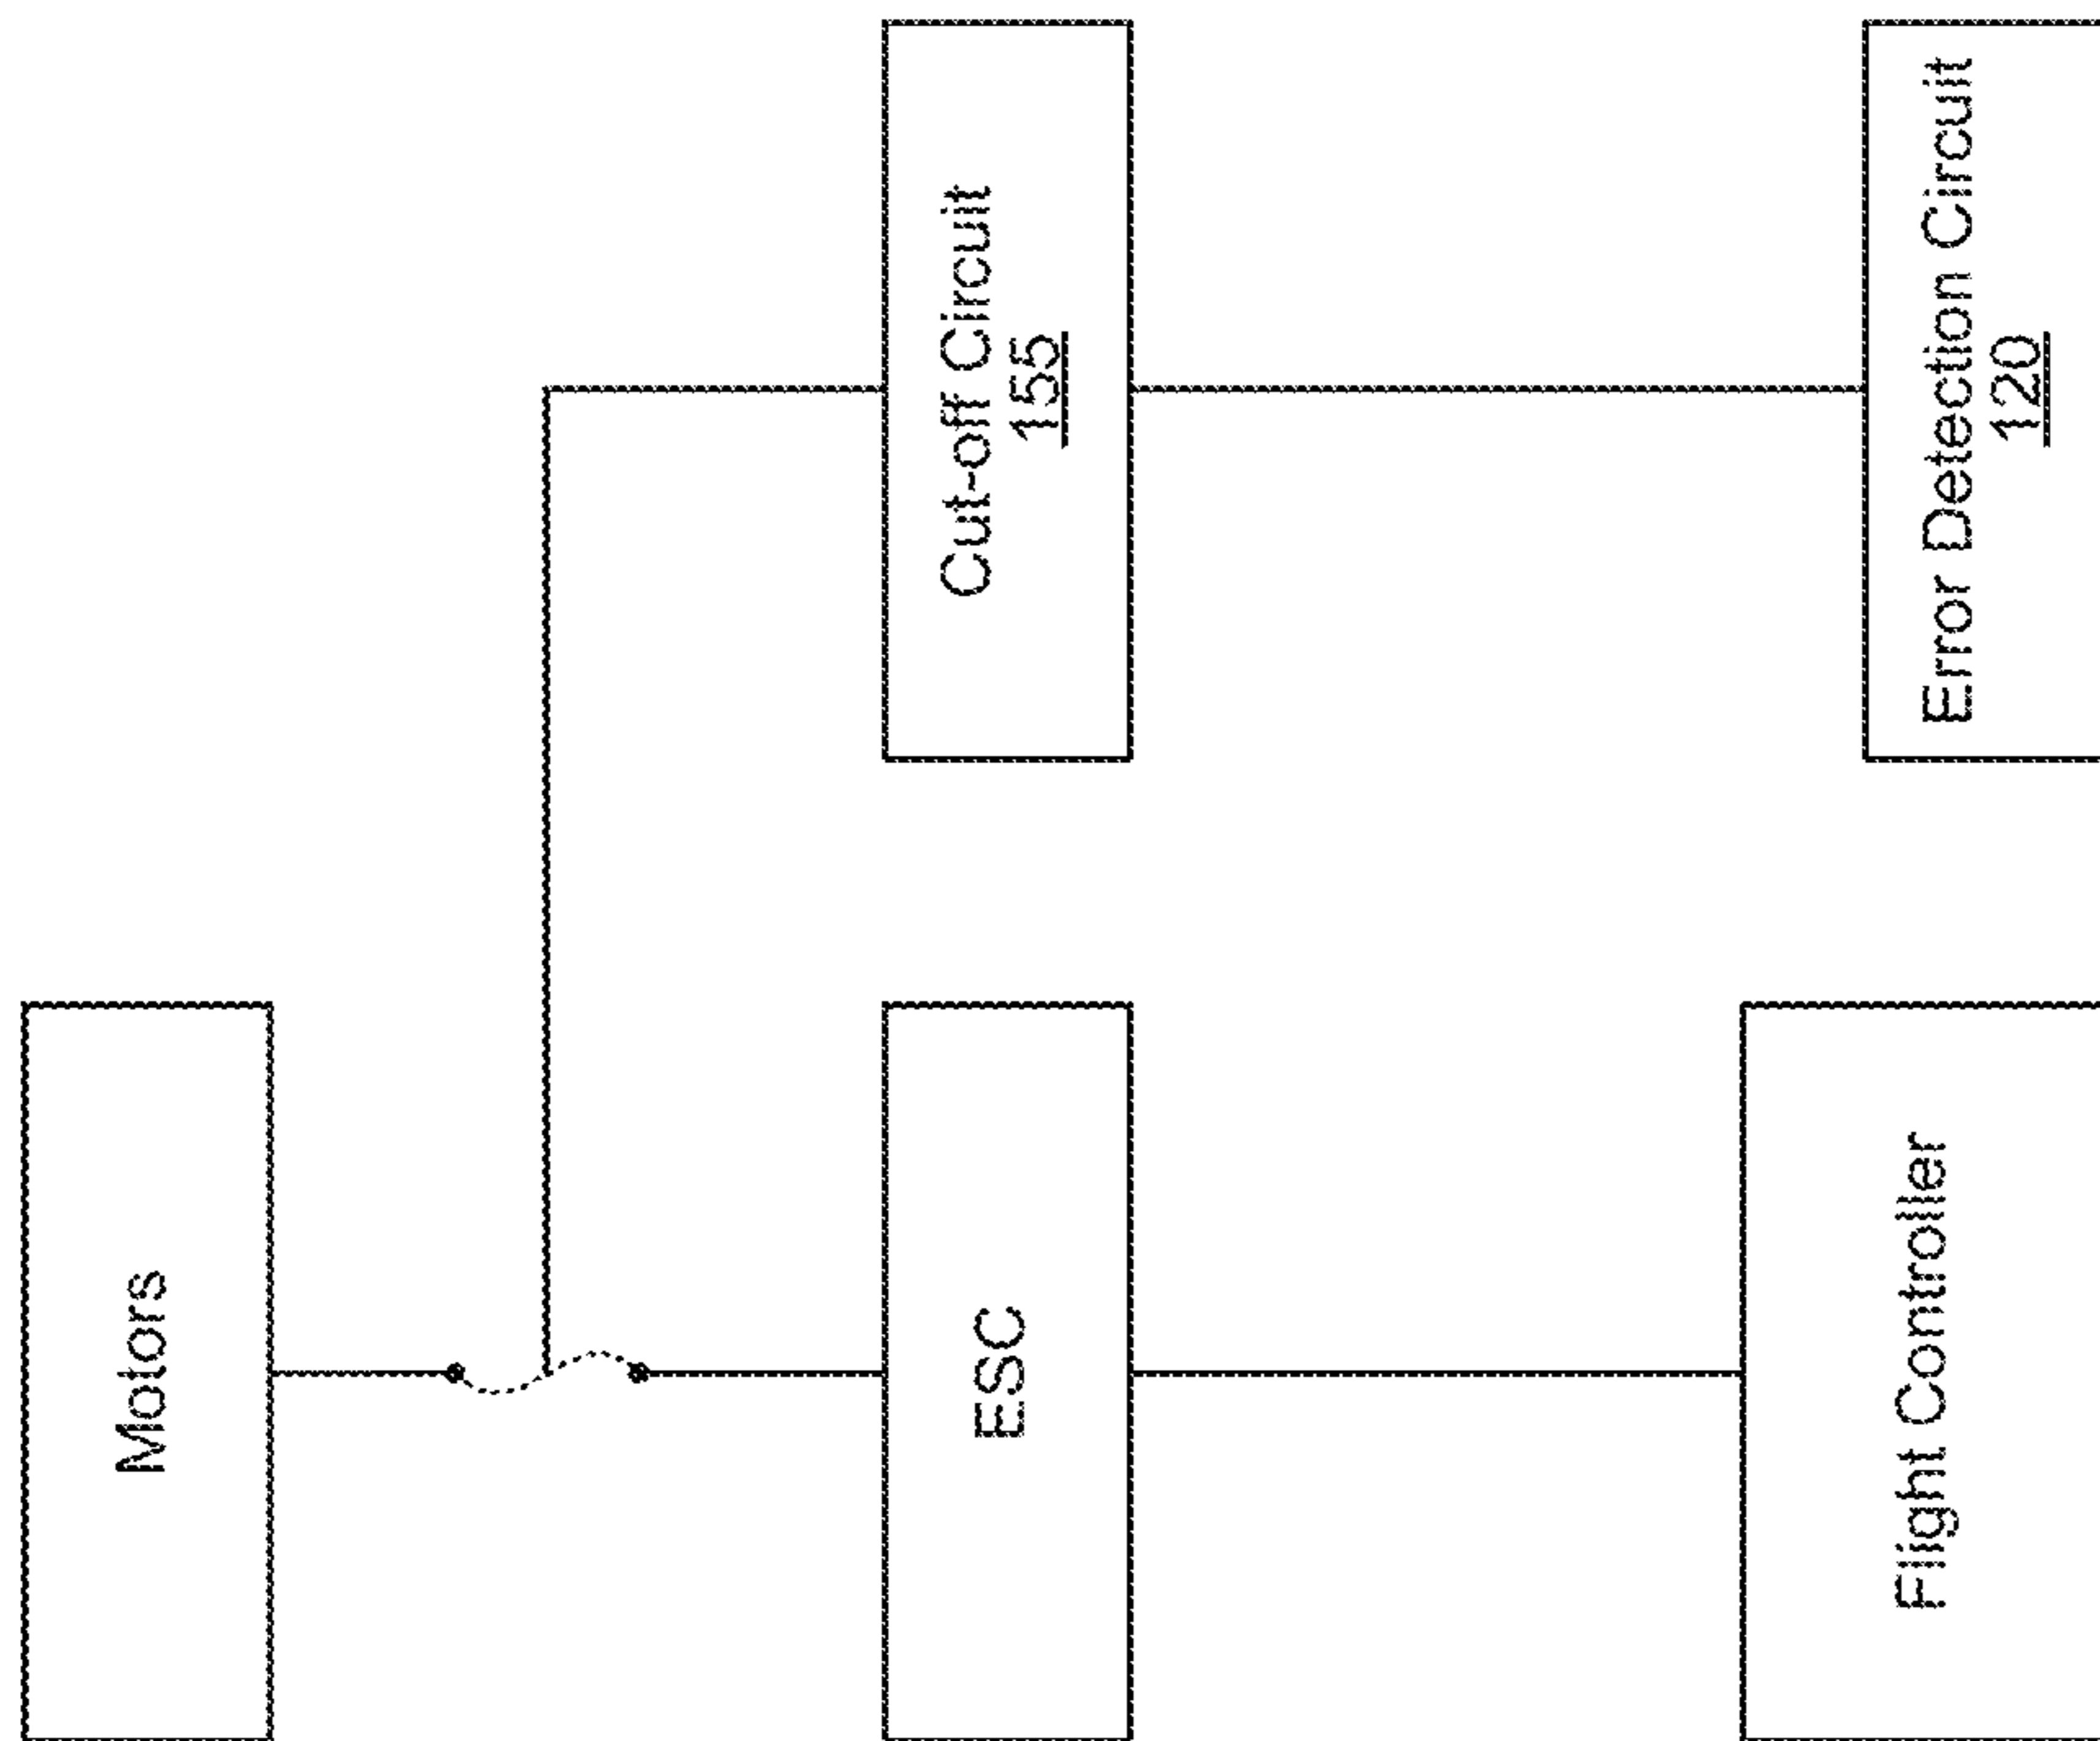 Motors
ESC
Flight Controller
Cut-off Circuit
155
Error Detection Circuit
120